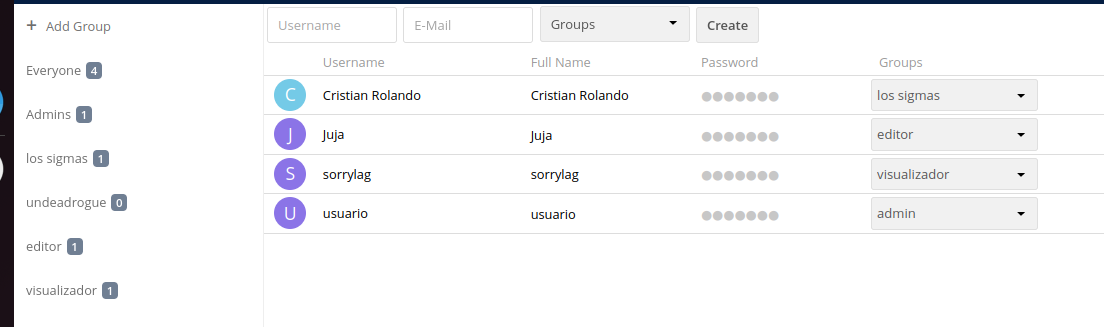 + Add Group
Everyone 4
Admins 1
los sigmas 1
undeadrogue 0
editor 1
visualizador 1
Username E-Mail Groups Create
Username Full Name Password Groups
C Cristian Rolando Cristian Rolando ●●●●●●● los sigmas
J Juja Juja ●●●●●●● editor
S sorrylag sorrylag ●●●●●●● visualizador
U usuario usuario ●●●●●●● admin